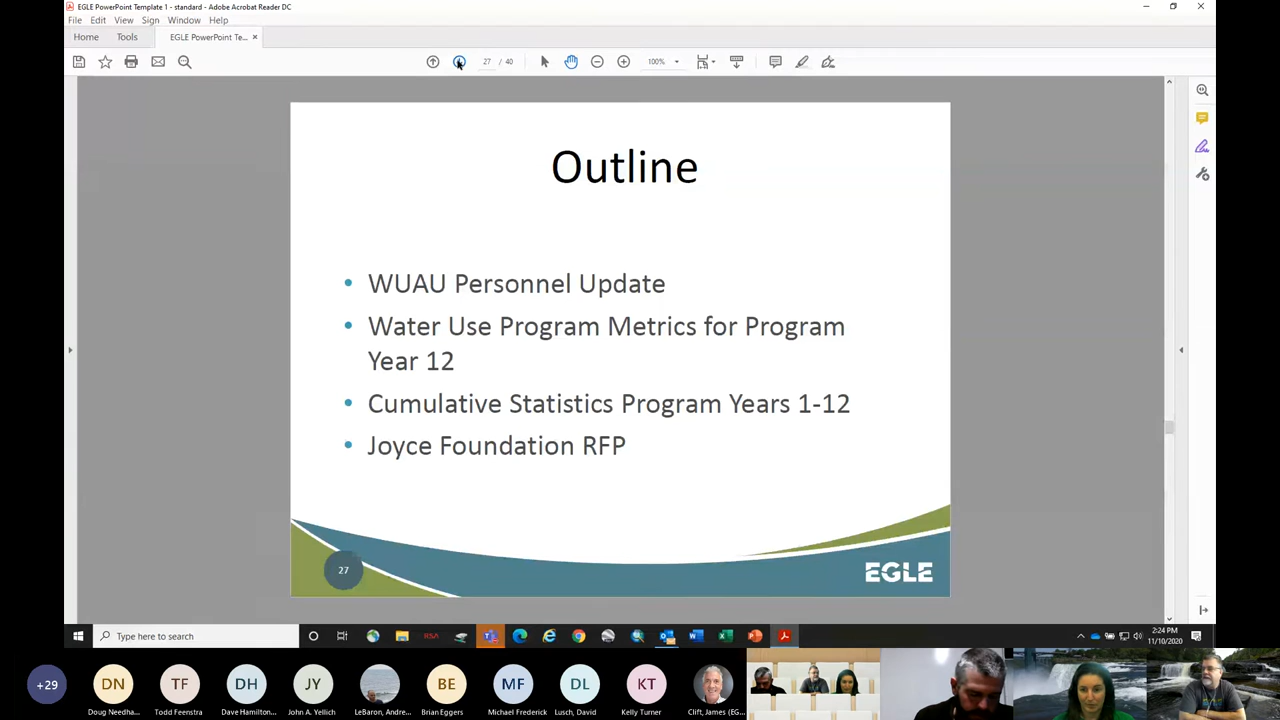 EGLE PowerPoint Template 1 - standard - Adobe Acrobat Reader DC
File Edit View Sign Window Help
Home Tools EGLE PowerPoint Te... ×
27 / 40 100%
Outline
• WUAU Personnel Update
• Water Use Program Metrics for Program
Year 12
• Cumulative Statistics Program Years 1-12
• Joyce Foundation RFP
27
EGLE
Type here to search
RSA
2:24 PM
11/10/2020
+29 DN TF DH JY BE MF DL KT
Doug Needha... Todd Feenstra Dave Hamilton... John A. Yellich LeBaron, Andre... Brian Eggers Michael Frederick Lusch, David Kelly Turner Clift, James (EG...